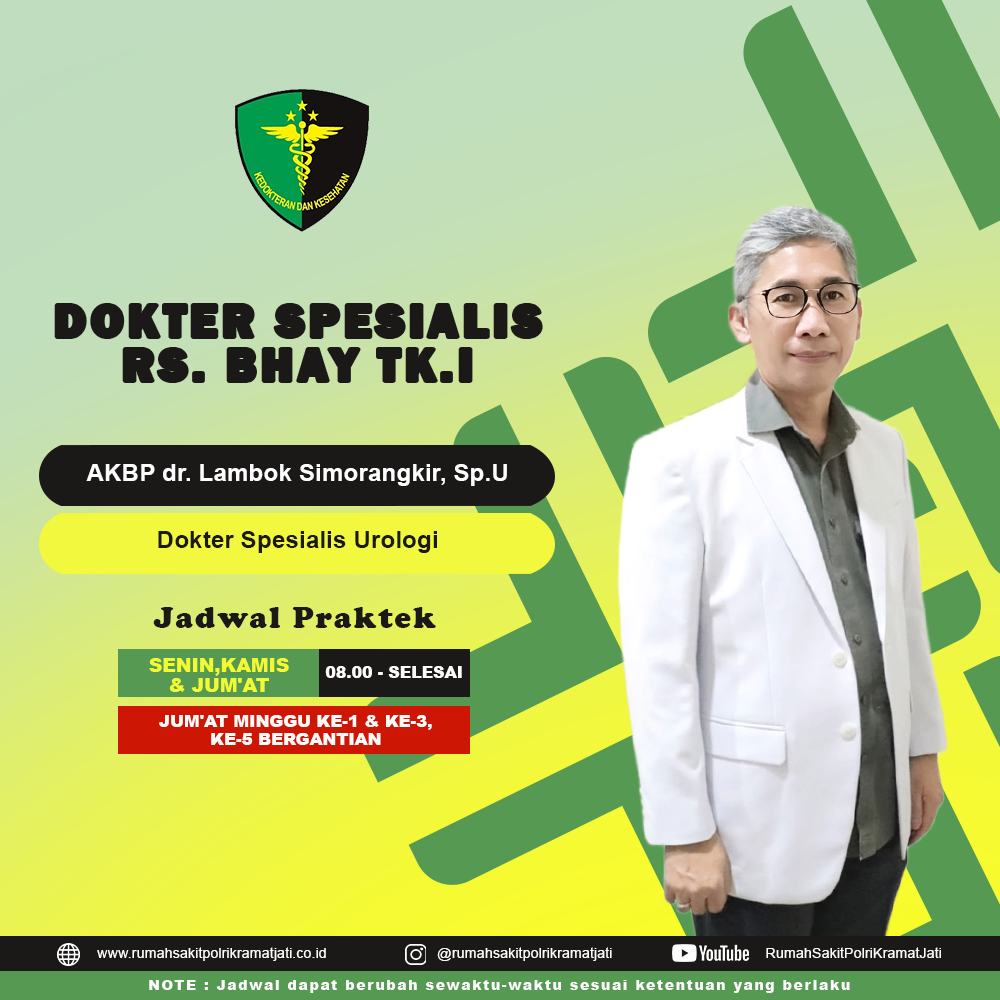 KEDOKTERAN DAN KESEHATAN
DOKTER SPESIALIS
RS. BHAY TK.I
AKBP dr. Lambok Simorangkir, Sp.U
Dokter Spesialis Urologi
Jadwal Praktek
SENIN,KAMIS
& JUM'AT
08.00 - SELESAI
JUM'AT MINGGU KE-1 & KE-3,
KE-5 BERGANTIAN
www.rumahsakitpolrikramatjati.co.id
@rumahsakitpolrikramatjati
YouTube
RumahSakitPolriKramatJati
NOTE : Jadwal dapat berubah sewaktu-waktu sesuai ketentuan yang berlaku